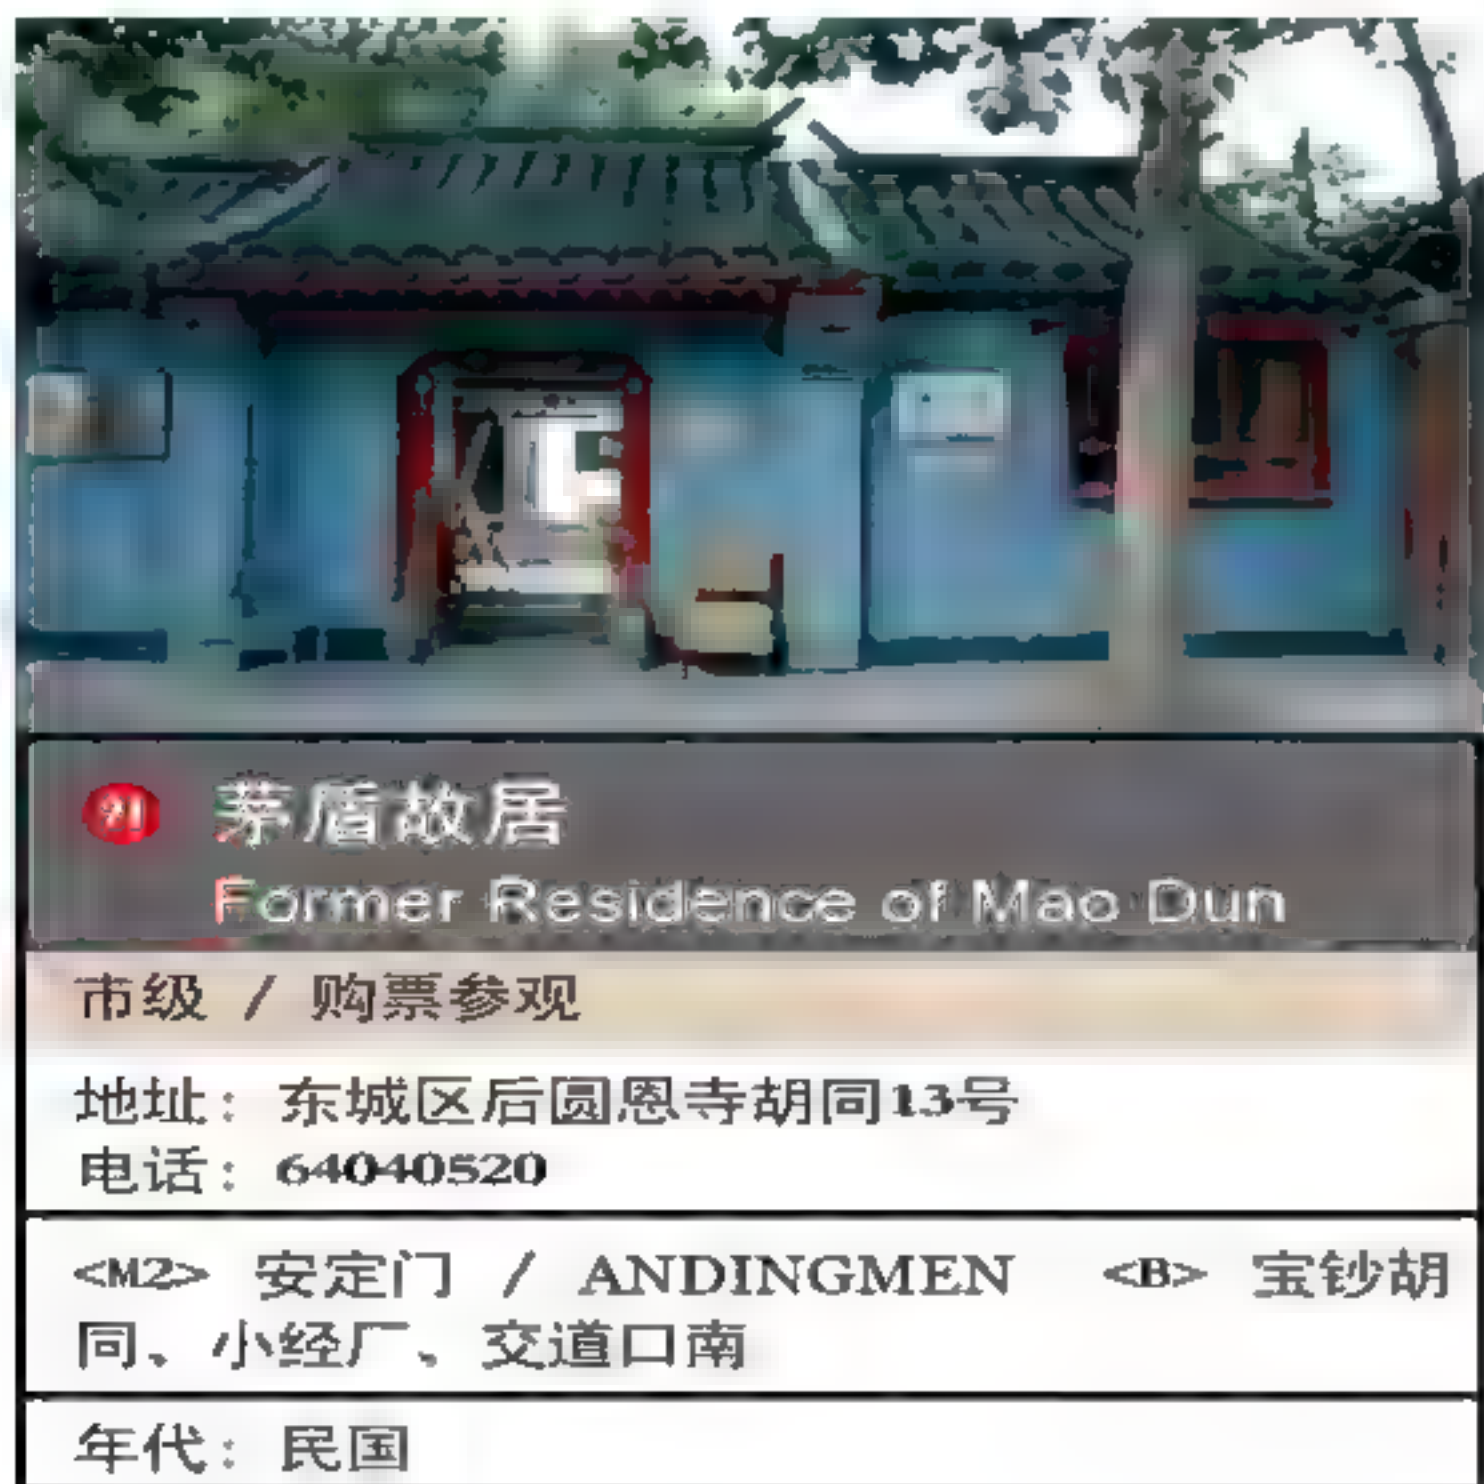 茅盾故居
Former Residence of Mao Dun
市级 / 购票参观
地址：东城区后圆恩寺胡同13号
电话：64040520
<M2> 安定门 / ANDINGMEN <B> 宝钞胡
同、小经厂、交道口南
年代：民国